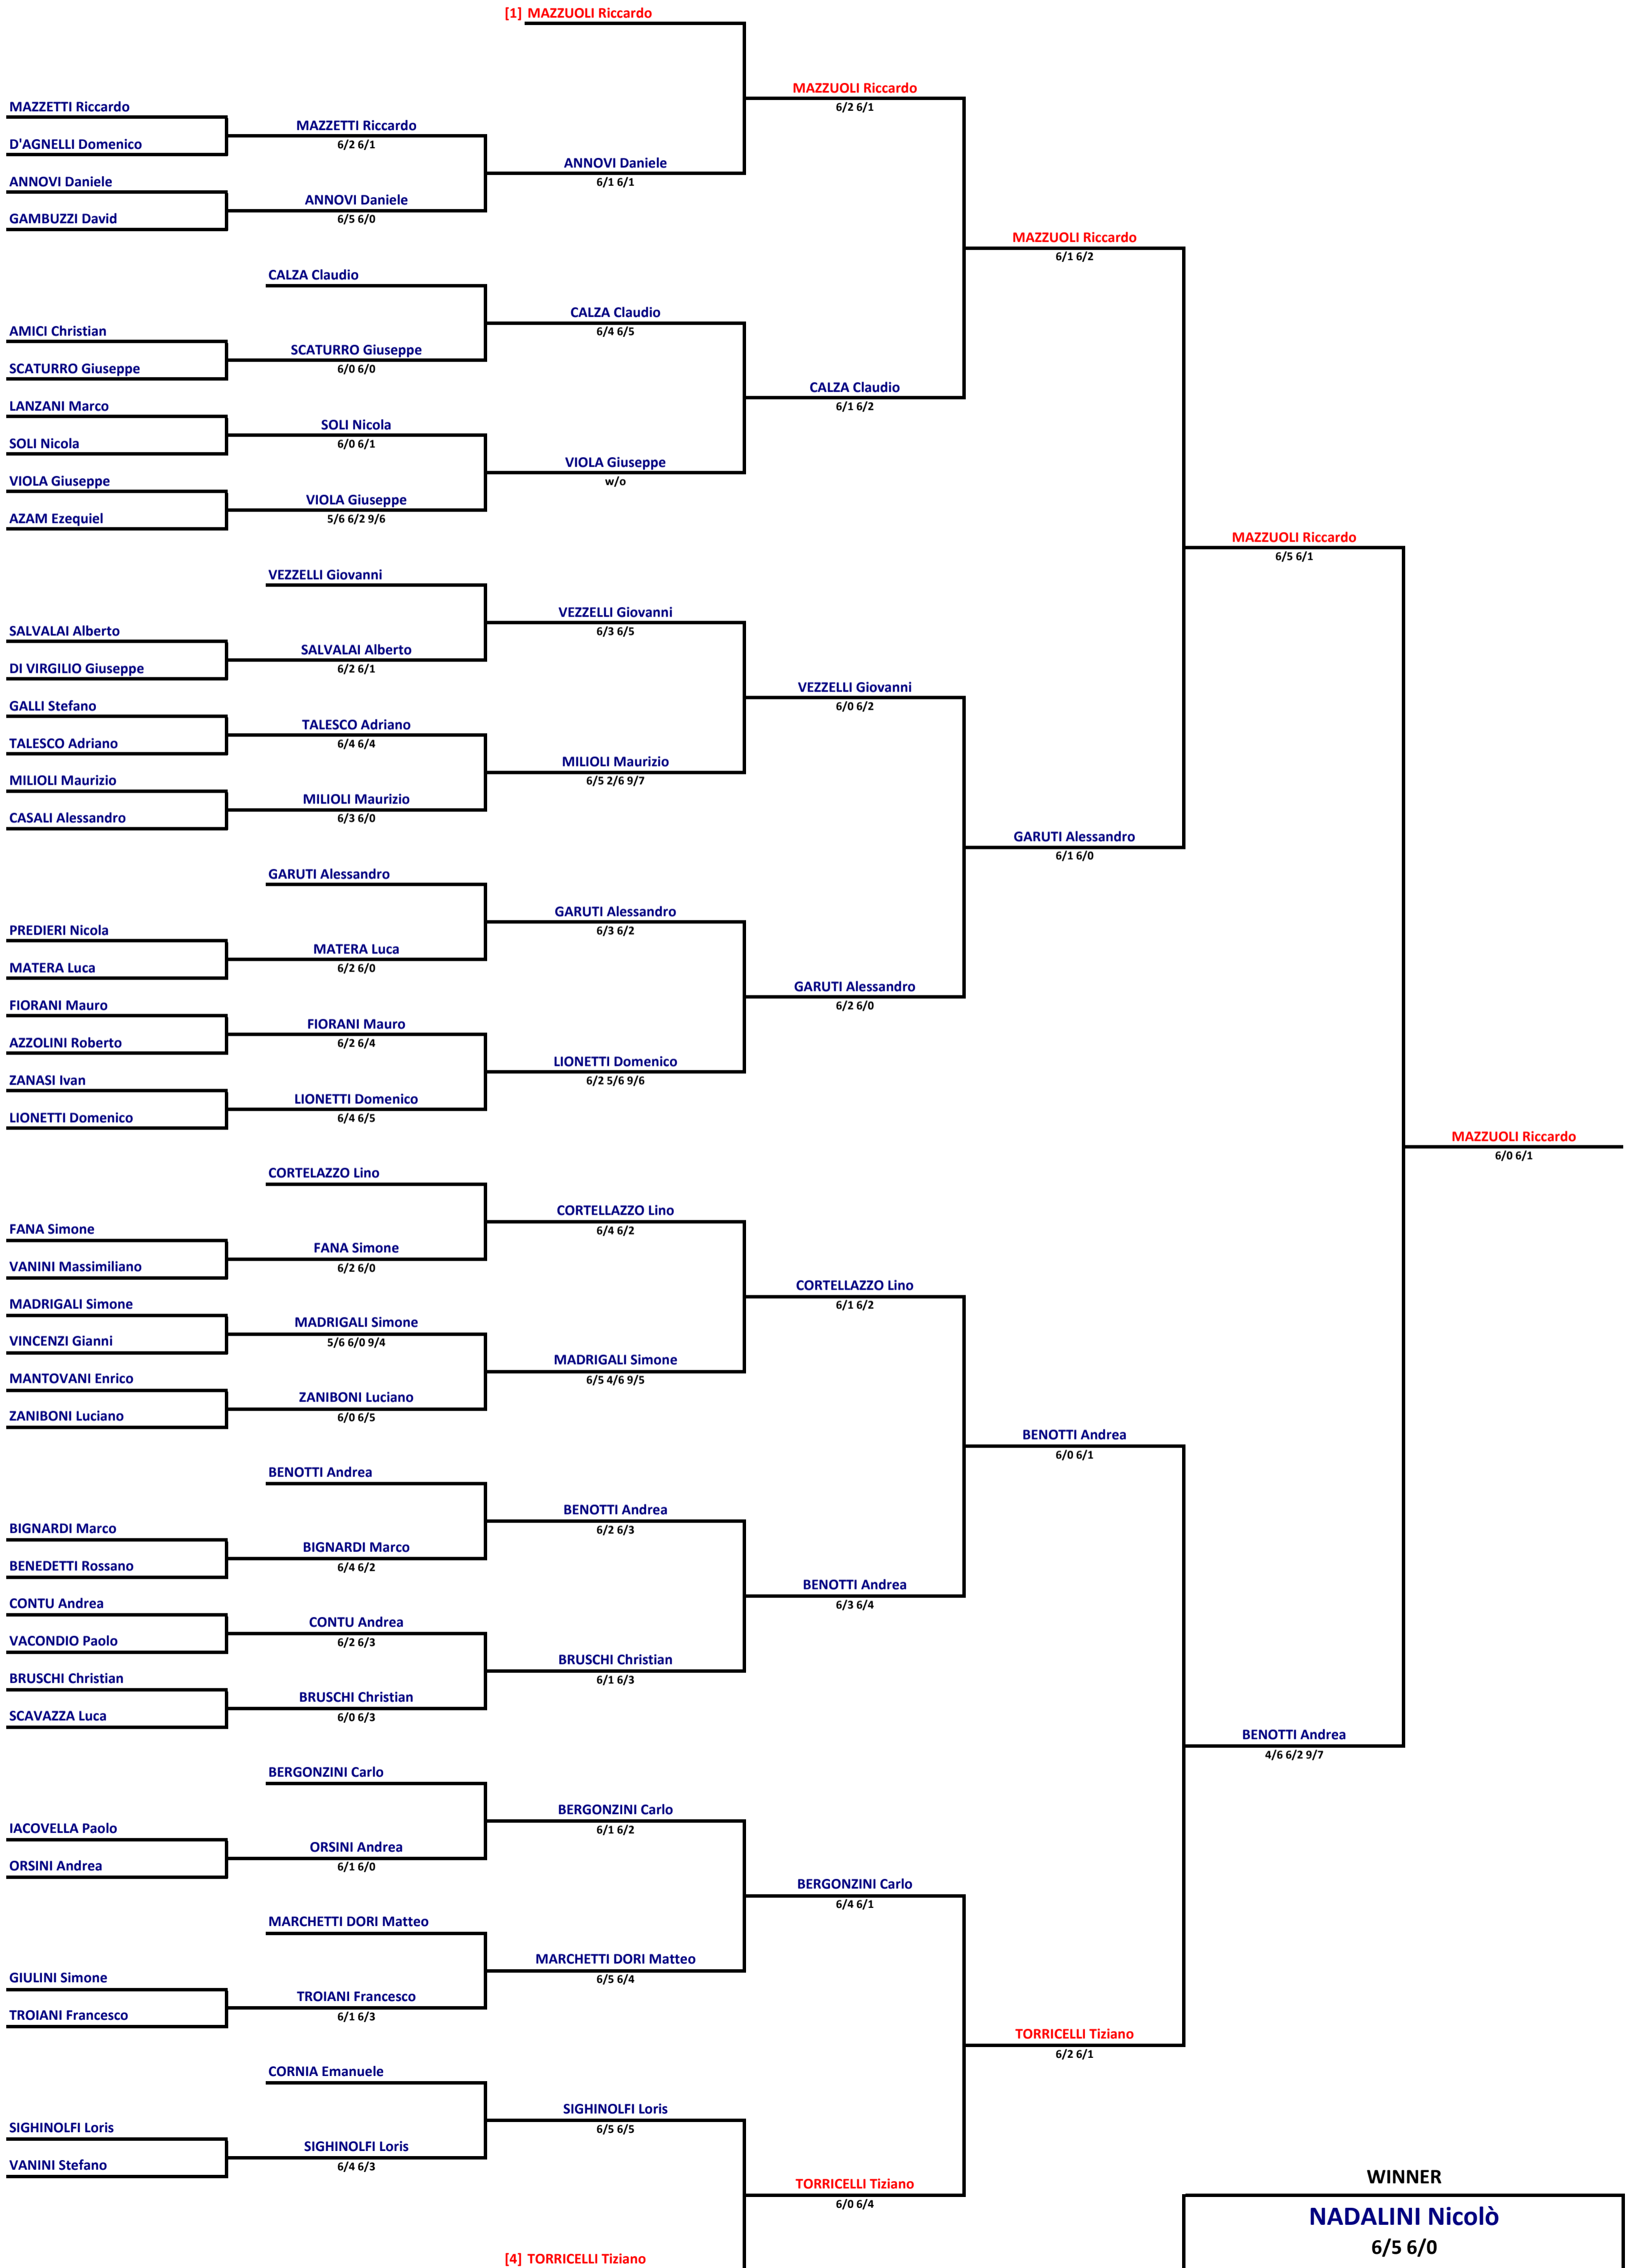 [1] MAZZUOLI Riccardo
MAZZUOLI Riccardo
6/2 6/1
MAZZETTI Riccardo
MAZZETTI Riccardo
6/2 6/1
D'AGNELLI Domenico
ANNOVI Daniele
6/1 6/1
ANNOVI Daniele
ANNOVI Daniele
6/5 6/0
GAMBUZZI David
MAZZUOLI Riccardo
6/1 6/2
CALZA Claudio
CALZA Claudio
6/4 6/5
AMICI Christian
SCATURRO Giuseppe
6/0 6/0
SCATURRO Giuseppe
CALZA Claudio
6/1 6/2
LANZANI Marco
SOLI Nicola
6/0 6/1
SOLI Nicola
VIOLA Giuseppe
w/o
VIOLA Giuseppe
VIOLA Giuseppe
5/6 6/2 9/6
AZAM Ezequiel
MAZZUOLI Riccardo
6/5 6/1
VEZZELLI Giovanni
VEZZELLI Giovanni
6/3 6/5
SALVALAI Alberto
SALVALAI Alberto
6/2 6/1
DI VIRGILIO Giuseppe
VEZZELLI Giovanni
6/0 6/2
GALLI Stefano
TALESCO Adriano
6/4 6/4
TALESCO Adriano
MILIOLI Maurizio
6/5 2/6 9/7
MILIOLI Maurizio
MILIOLI Maurizio
6/3 6/0
CASALI Alessandro
GARUTI Alessandro
6/1 6/0
GARUTI Alessandro
GARUTI Alessandro
6/3 6/2
PREDIERI Nicola
MATERA Luca
6/2 6/0
MATERA Luca
GARUTI Alessandro
6/2 6/0
FIORANI Mauro
FIORANI Mauro
6/2 6/4
AZZOLINI Roberto
LIONETTI Domenico
6/2 5/6 9/6
ZANASI Ivan
LIONETTI Domenico
6/4 6/5
LIONETTI Domenico
MAZZUOLI Riccardo
6/0 6/1
CORTELAZZO Lino
CORTELLAZZO Lino
6/4 6/2
FANA Simone
FANA Simone
6/2 6/0
VANINI Massimiliano
CORTELLAZZO Lino
6/1 6/2
MADRIGALI Simone
MADRIGALI Simone
5/6 6/0 9/4
VINCENZI Gianni
MADRIGALI Simone
6/5 4/6 9/5
MANTOVANI Enrico
ZANIBONI Luciano
6/0 6/5
ZANIBONI Luciano
BENOTTI Andrea
6/0 6/1
BENOTTI Andrea
BENOTTI Andrea
6/2 6/3
BIGNARDI Marco
BIGNARDI Marco
6/4 6/2
BENEDETTI Rossano
BENOTTI Andrea
6/3 6/4
CONTU Andrea
CONTU Andrea
6/2 6/3
VACONDIO Paolo
BRUSCHI Christian
6/1 6/3
BRUSCHI Christian
BRUSCHI Christian
6/0 6/3
SCAVAZZA Luca
BENOTTI Andrea
4/6 6/2 9/7
BERGONZINI Carlo
BERGONZINI Carlo
6/1 6/2
IACOVELLA Paolo
ORSINI Andrea
6/1 6/0
ORSINI Andrea
BERGONZINI Carlo
6/4 6/1
MARCHETTI DORI Matteo
MARCHETTI DORI Matteo
6/5 6/4
GIULINI Simone
TROIANI Francesco
6/1 6/3
TROIANI Francesco
TORRICELLI Tiziano
6/2 6/1
CORNIA Emanuele
SIGHINOLFI Loris
6/5 6/5
SIGHINOLFI Loris
SIGHINOLFI Loris
6/4 6/3
VANINI Stefano
TORRICELLI Tiziano
6/0 6/4
[4] TORRICELLI Tiziano
WINNER
NADALINI Nicolò
6/5 6/0